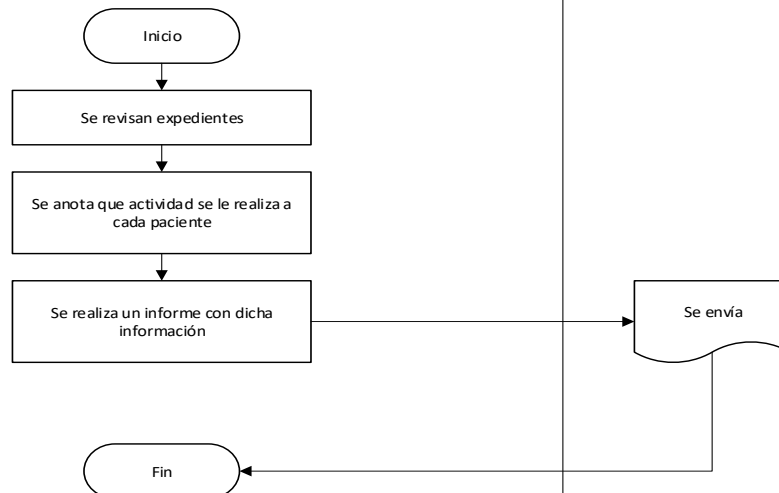 Inicio
Se revisan expedientes
Se anota que actividad se le realiza a
cada paciente
Se realiza un informe con dicha
información
Se envía
Fin